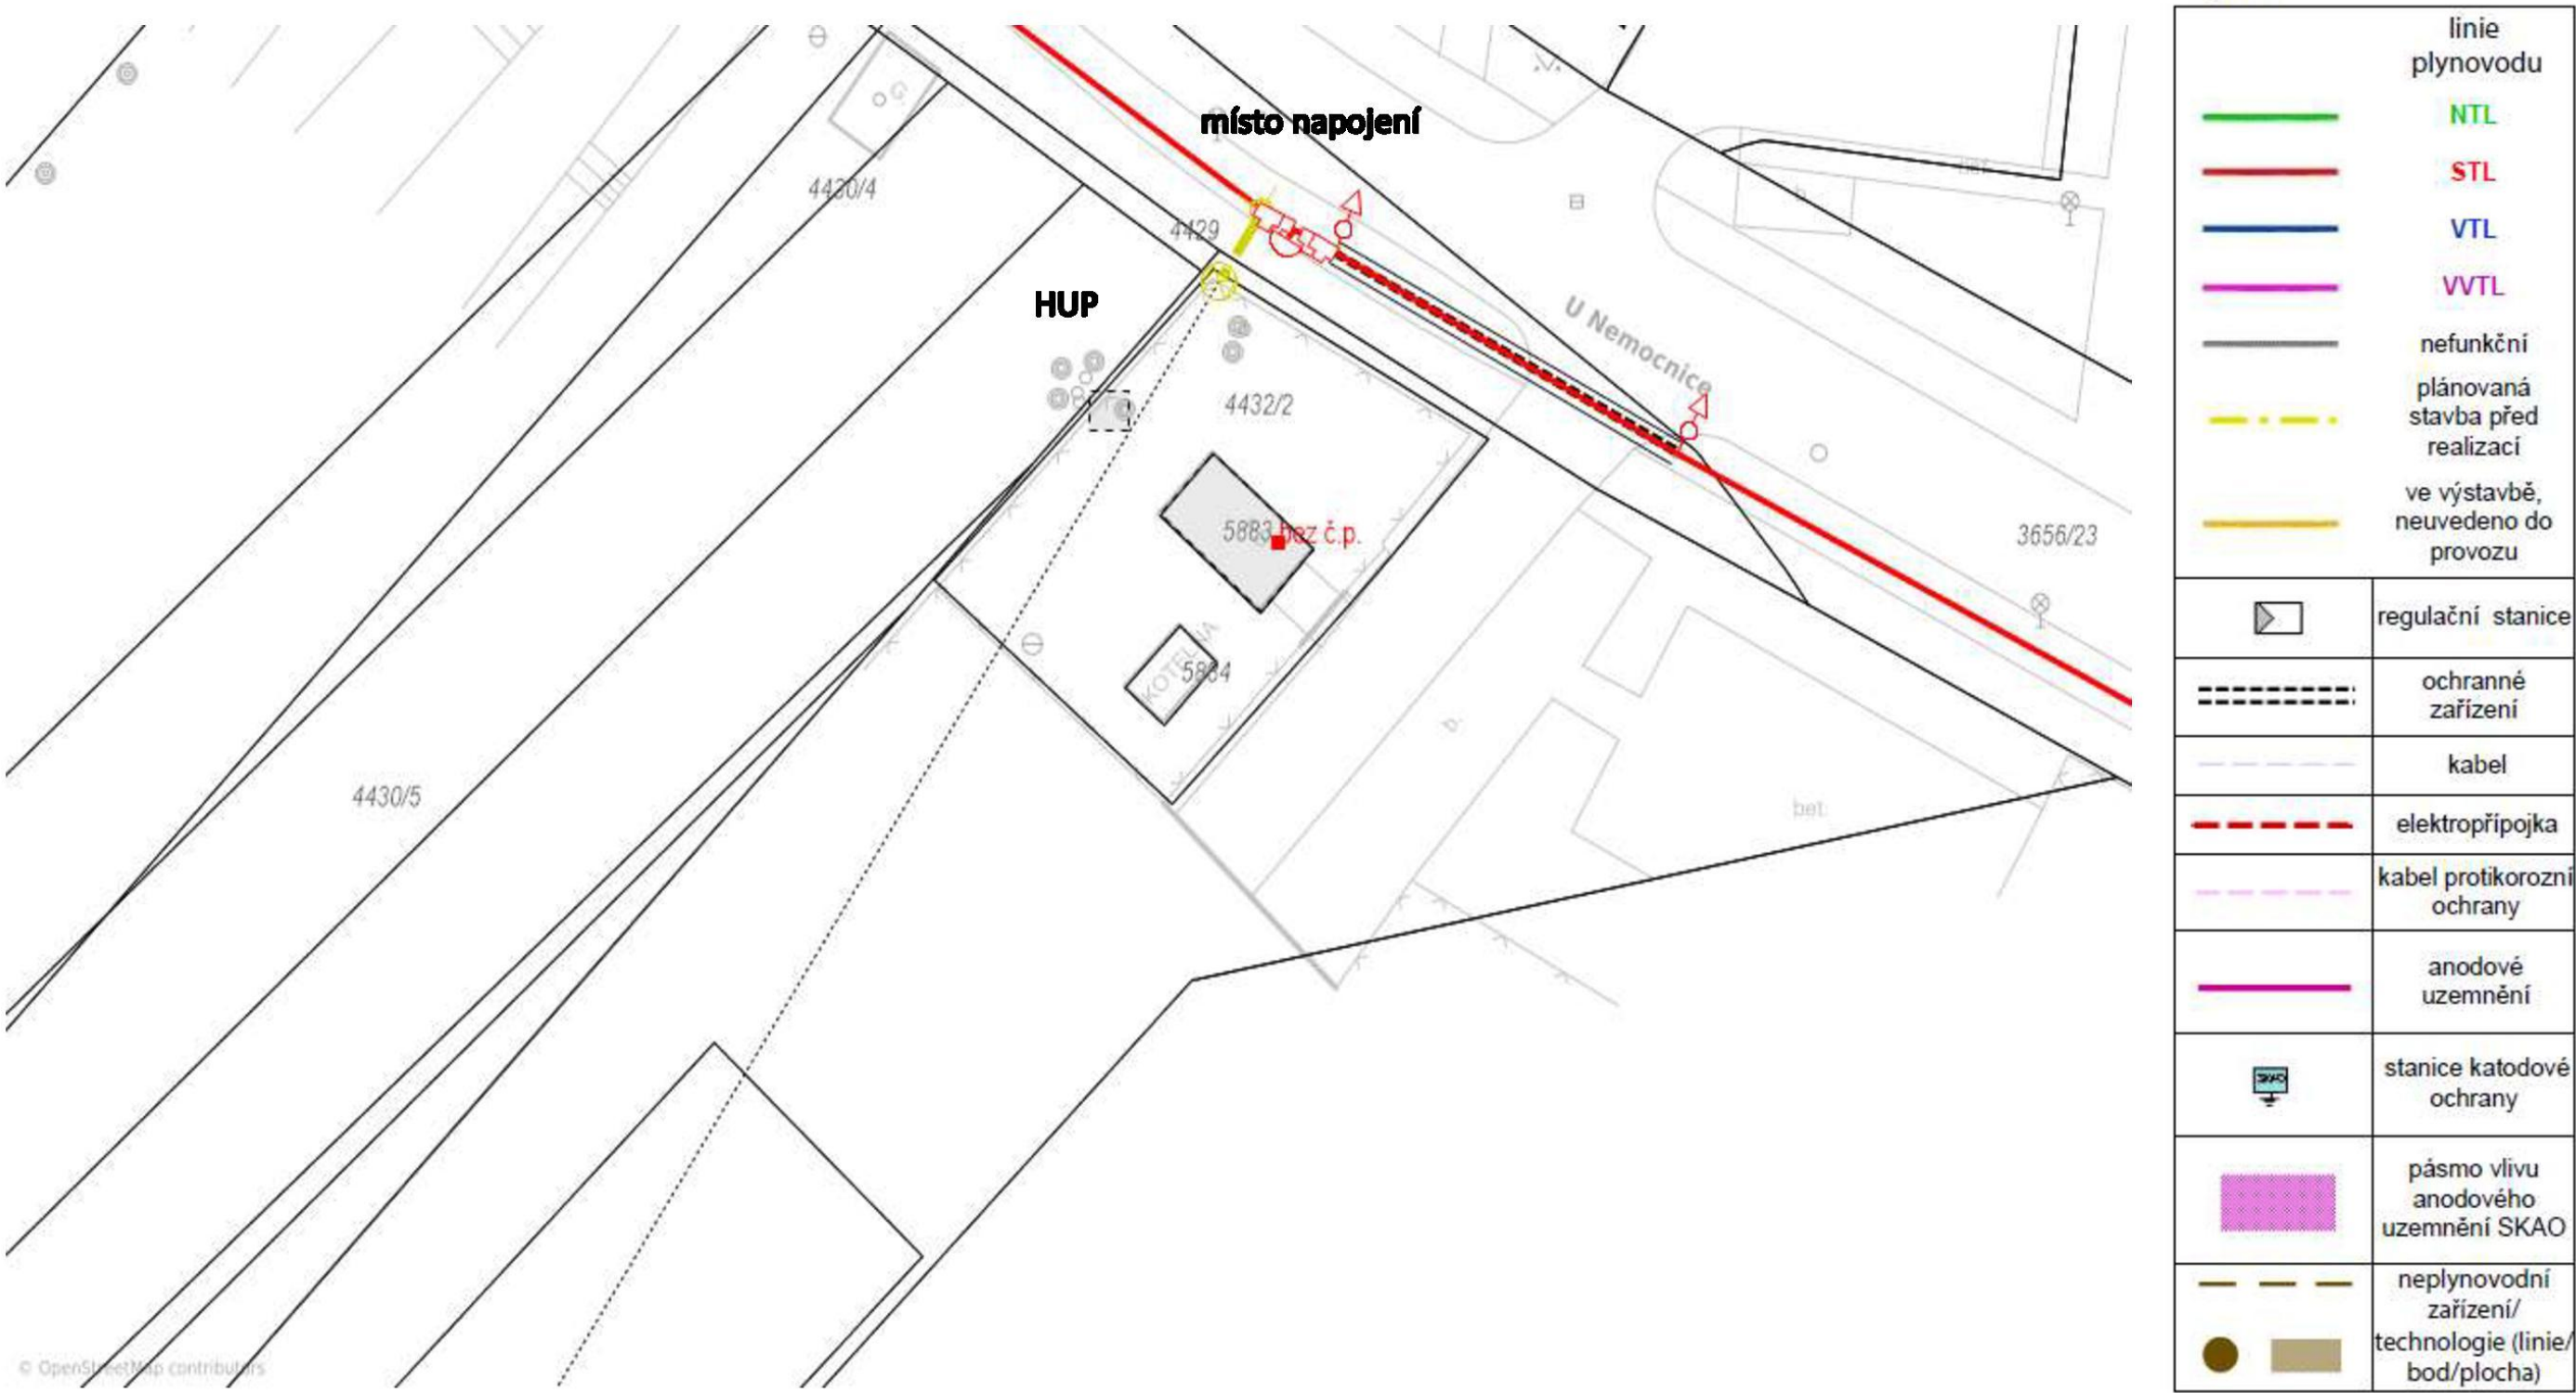 místo napojení
G.
4430/4
4429
HUP
U Nemocnice
4432/2
5883
bez č.p.
3656/23
KOTELNA
5884
4430/5
b.
bet.
© OpenStreetMap contributors
linie
plynovodu
NTL
STL
VTL
VVTL
nefunkční
plánovaná
stavba před
realizací
ve výstavbě,
neuvedeno do
provozu
regulační stanice
ochranné
zařízení
kabel
elektropřípojka
kabel protikorozní
ochrany
anodové
uzemnění
SKAO
stanice katodové
ochrany
pásmo vlivu
anodového
uzemnění SKAO
neplynovodní
zařízení/
technologie (linie/
bod/plocha)